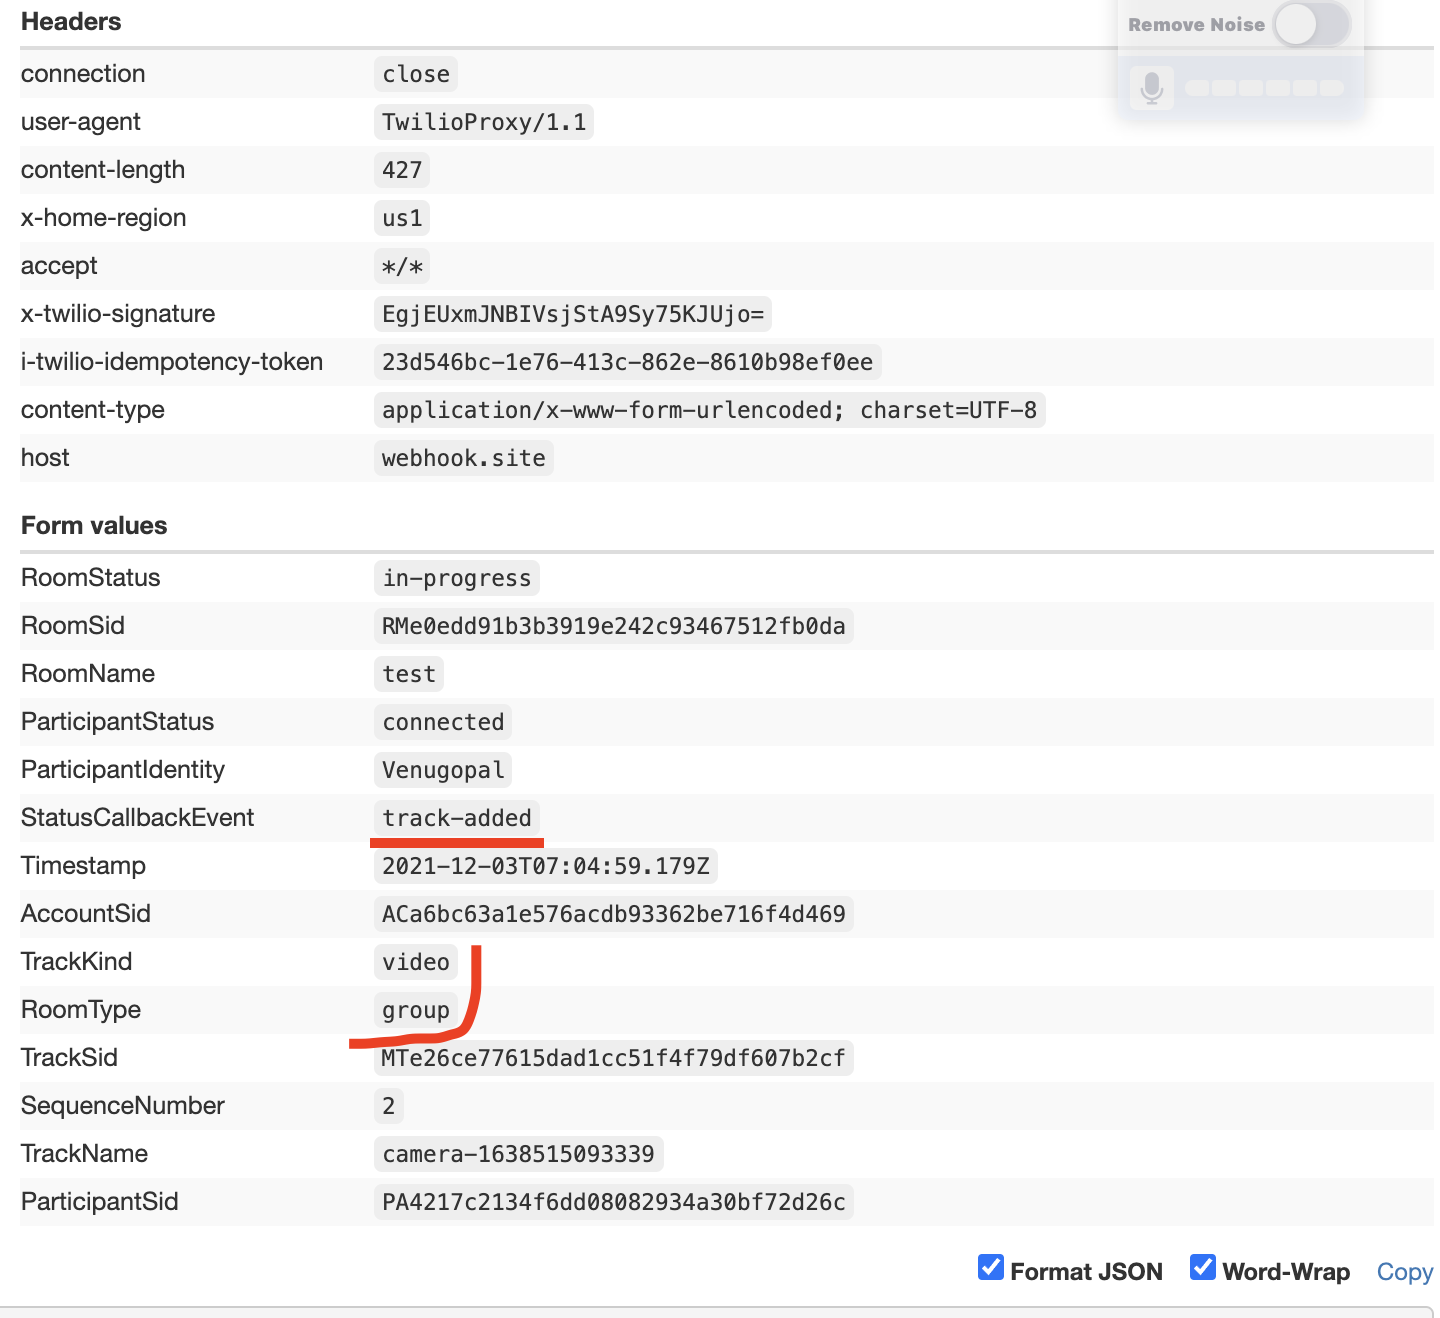 Headers
Remove Noise
connection close
user-agent TwilioProxy/1.1
content-length 427
x-home-region us1
accept */*
x-twilio-signature EgjEUxmJNBIVsjStA9Sy75KJUjo=
i-twilio-idempotency-token 23d546bc-1e76-413c-862e-8610b98ef0ee
content-type application/x-www-form-urlencoded; charset=UTF-8
host webhook.site
Form values
RoomStatus in-progress
RoomSid RMe0edd91b3b3919e242c93467512fb0da
RoomName test
ParticipantStatus connected
ParticipantIdentity Venugopal
StatusCallbackEvent track-added
Timestamp 2021-12-03T07:04:59.179Z
AccountSid ACa6bc63a1e576acdb93362be716f4d469
TrackKind video
RoomType group
TrackSid MTe26ce77615dad1cc51f4f79df607b2cf
SequenceNumber 2
TrackName camera-1638515093339
ParticipantSid PA4217c2134f6dd08082934a30bf72d26c
Format JSON Word-Wrap Copy